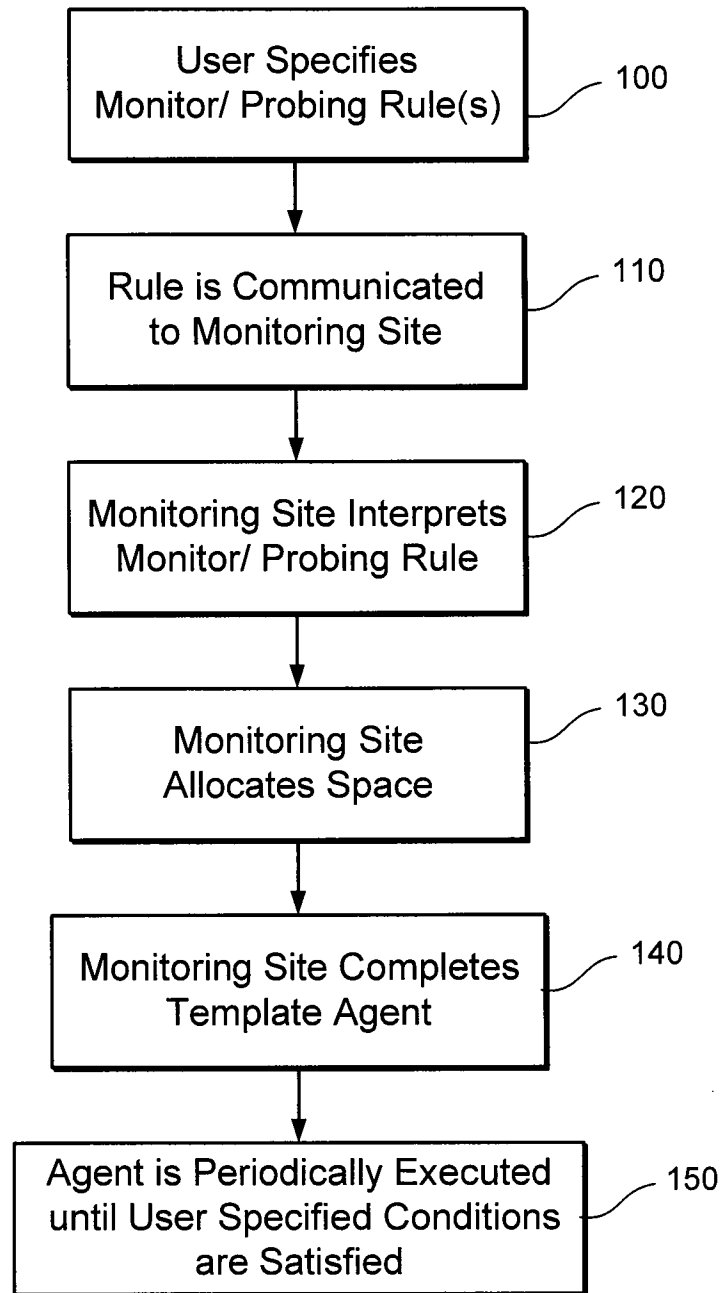 User Specifies
Monitor/ Probing Rule(s)
100
Rule is Communicated
to Monitoring Site
110
Monitoring Site Interprets
Monitor/ Probing Rule
120
Monitoring Site
Allocates Space
130
Monitoring Site Completes
Template Agent
140
Agent is Periodically Executed
until User Specified Conditions
are Satisfied
150